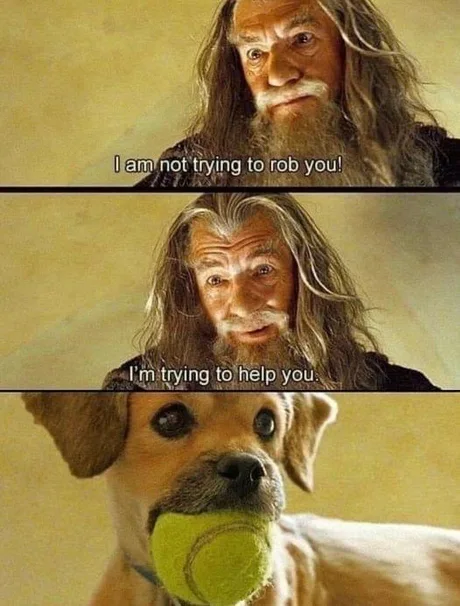 I am not trying to rob you!
I'm trying to help you.